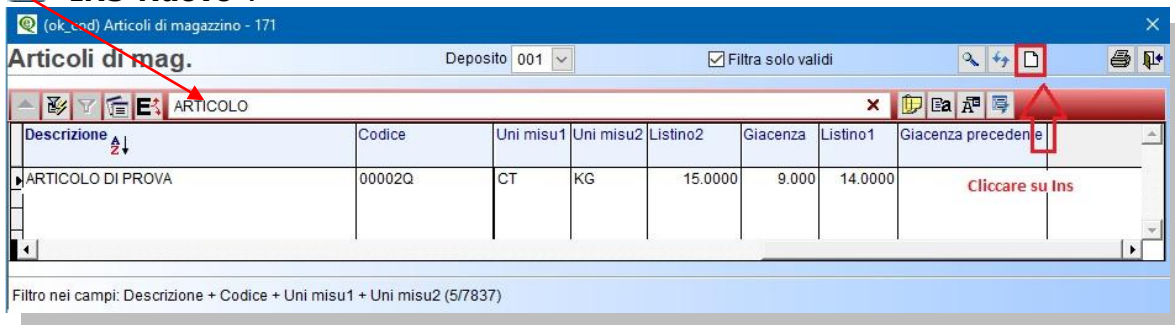 INS-Nuovo".
(ok_cod) Articoli di magazzino - 171
Articoli di mag. Deposito 001 Filtra solo validi
ARTICOLO
Descrizione Codice Uni misu1 Uni misu2 Listino2 Giacenza Listino1 Giacenza precedente
ARTICOLO DI PROVA 00002Q CT KG 15.0000 9.000 14.0000
Cliccare su Ins
Filtro nei campi: Descrizione + Codice + Uni misu1 + Uni misu2 (5/7837)